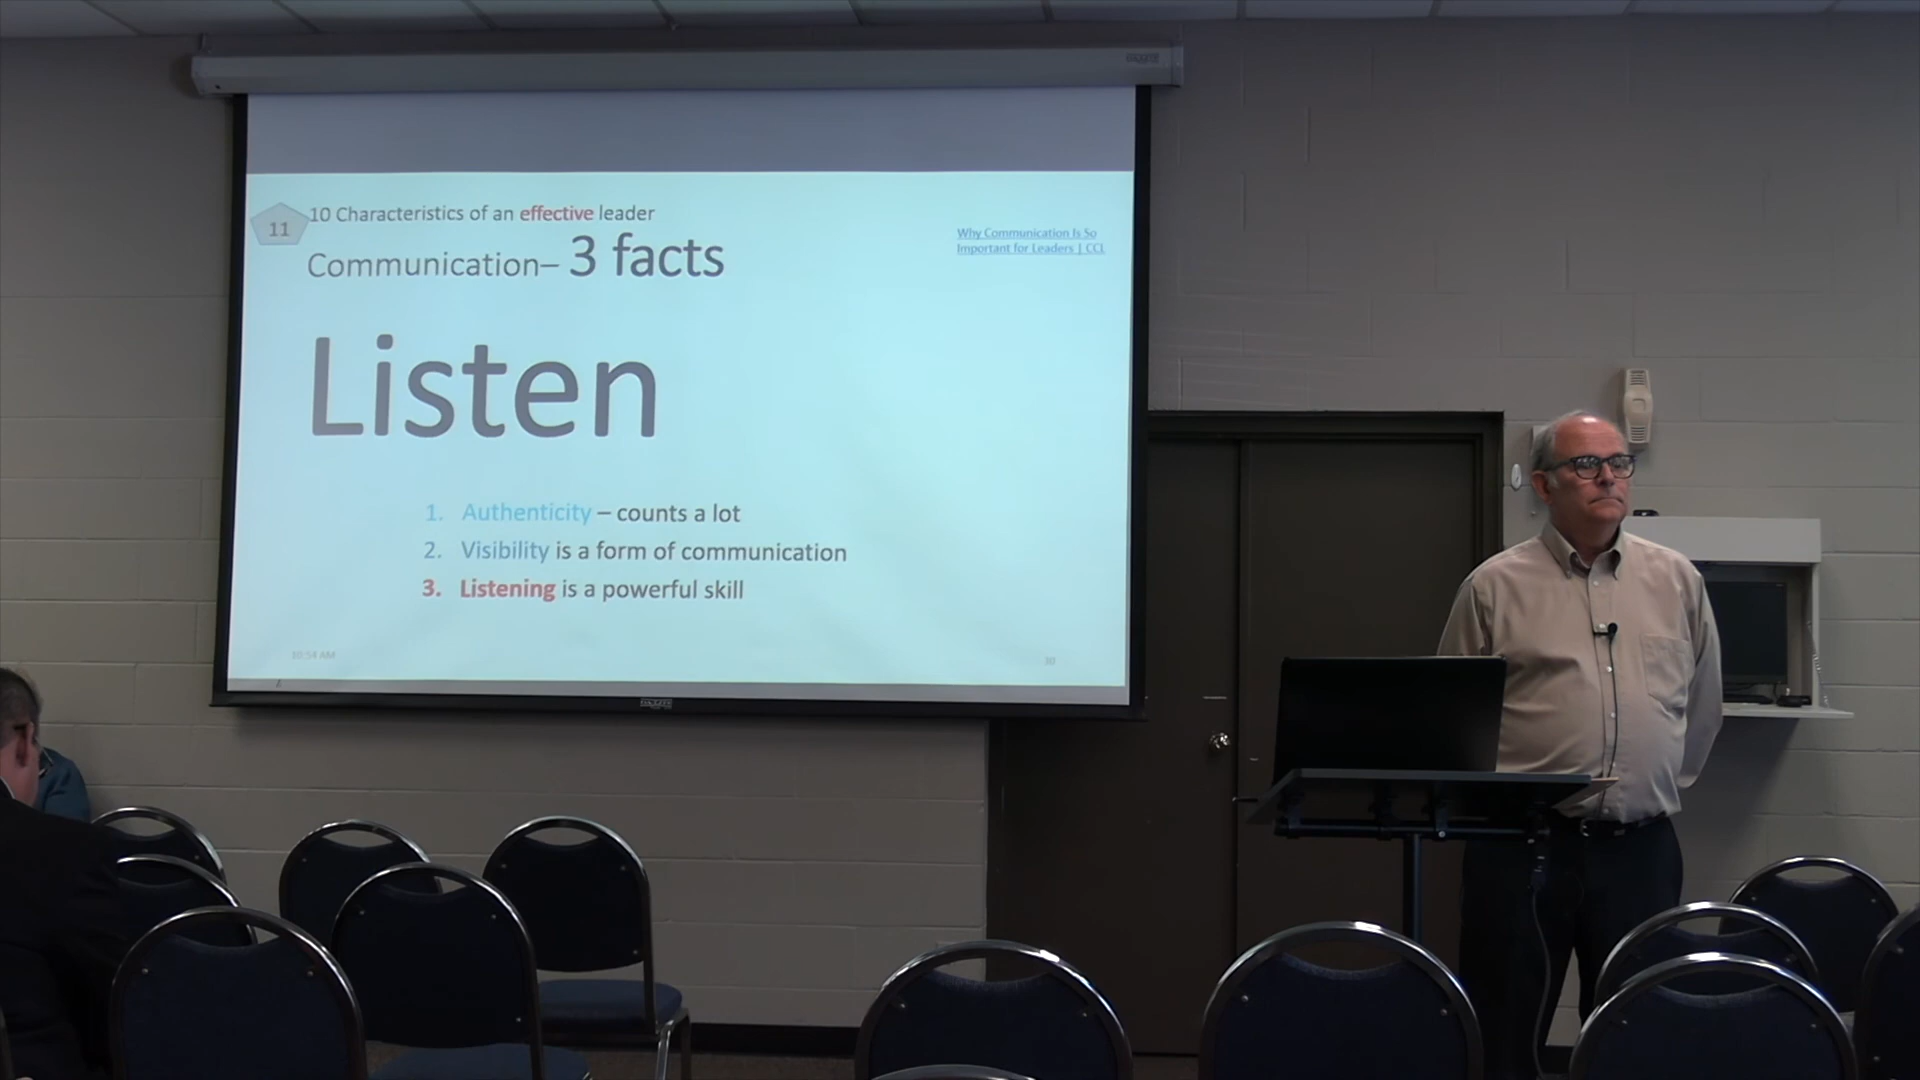 11
10 Characteristics of an effective leader
Communication– 3 facts
Why Communication Is So
Important for Leaders | CCL
Listen
1. Authenticity – counts a lot
2. Visibility is a form of communication
3. Listening is a powerful skill
10:54 AM
30